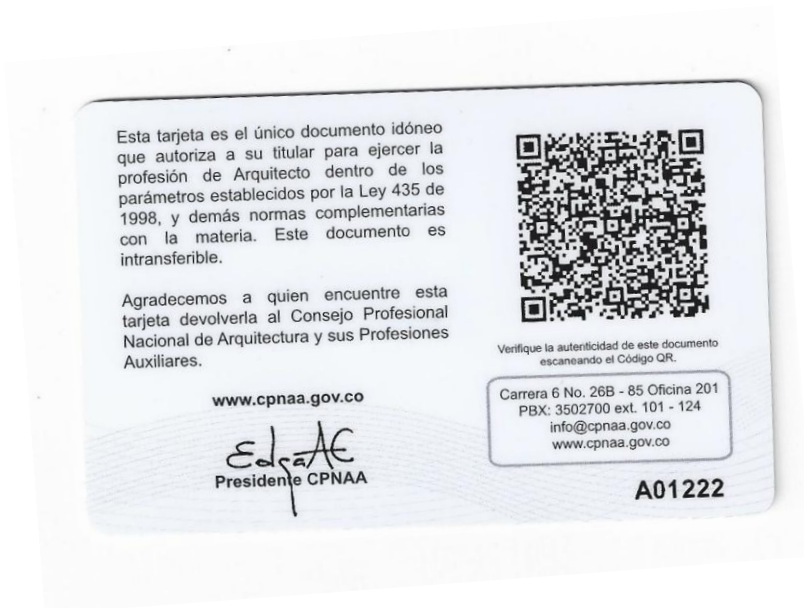 Esta tarjeta es el único documento idóneo
que autoriza a su titular para ejercer la
profesión de Arquitecto dentro de los
parámetros establecidos por la Ley 435 de
1998, y demás normas complementarias
con la materia. Este documento es
intransferible.
Agradecemos a quien encuentre esta
tarjeta devolverla al Consejo Profesional
Nacional de Arquitectura y sus Profesiones
Auxiliares.
www.cpnaa.gov.co
Presidente CPNAA
Verifique la autenticidad de este documento
escaneando el Código QR.
Carrera 6 No. 26B - 85 Oficina 201
PBX: 3502700 ext. 101 - 124
info@cpnaa.gov.co
www.cpnaa.gov.co
A01222